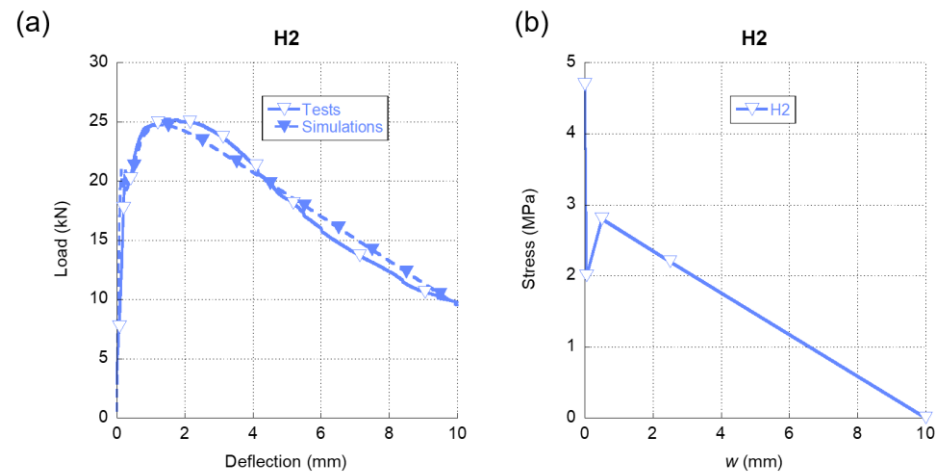 (a)
H2
30
25
20
15
10
5
0
Load (kN)
Tests
Simulations
0 2 4 6 8 10
Deflection (mm)
(b)
H2
5
4
3
2
1
0
Stress (MPa)
H2
0 2 4 6 8 10
w (mm)